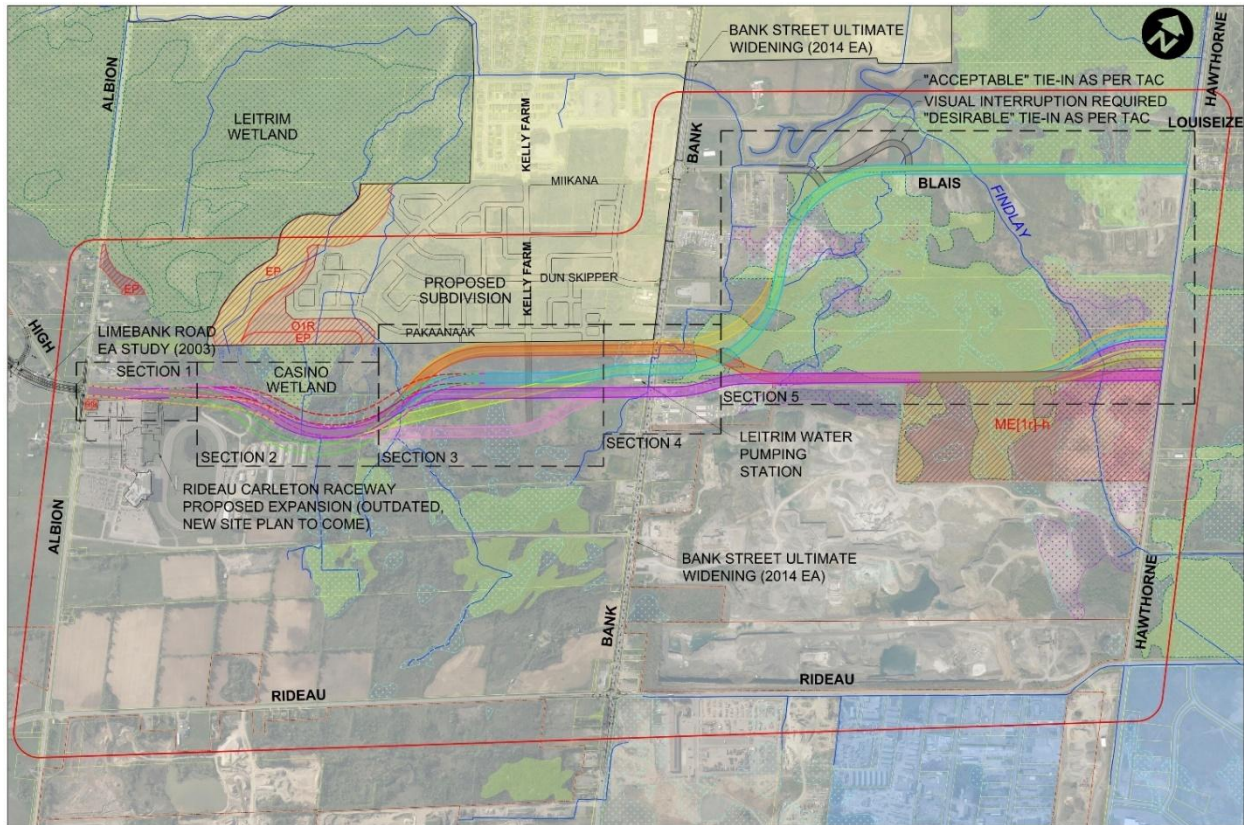 BANK STREET ULTIMATE
WIDENING (2014 EA)
N
HAWTHORNE
ALBION
LEITRIM
WETLAND
KELLY FARM
BANK
"ACCEPTABLE" TIE-IN AS PER TAC
VISUAL INTERRUPTION REQUIRED
"DESIRABLE" TIE-IN AS PER TAC
LOUISEIZE
MIIKANA
BLAIS
FINDLAY
EP
EP
KELLY FARM
DUN SKIPPER
PROPOSED
SUBDIVISION
O1R
EP
PAKAANAAK
HIGH
LIMEBANK ROAD
EA STUDY (2003)
SECTION 1
CASINO
WETLAND
SECTION 2
SECTION 3
SECTION 4
SECTION 5
LEITRIM WATER
PUMPING
STATION
ME[1r]-h
RIDEAU CARLETON RACEWAY
PROPOSED EXPANSION (OUTDATED,
NEW SITE PLAN TO COME)
ALBION
BANK STREET ULTIMATE
WIDENING (2014 EA)
BANK
HAWTHORNE
RIDEAU
RIDEAU